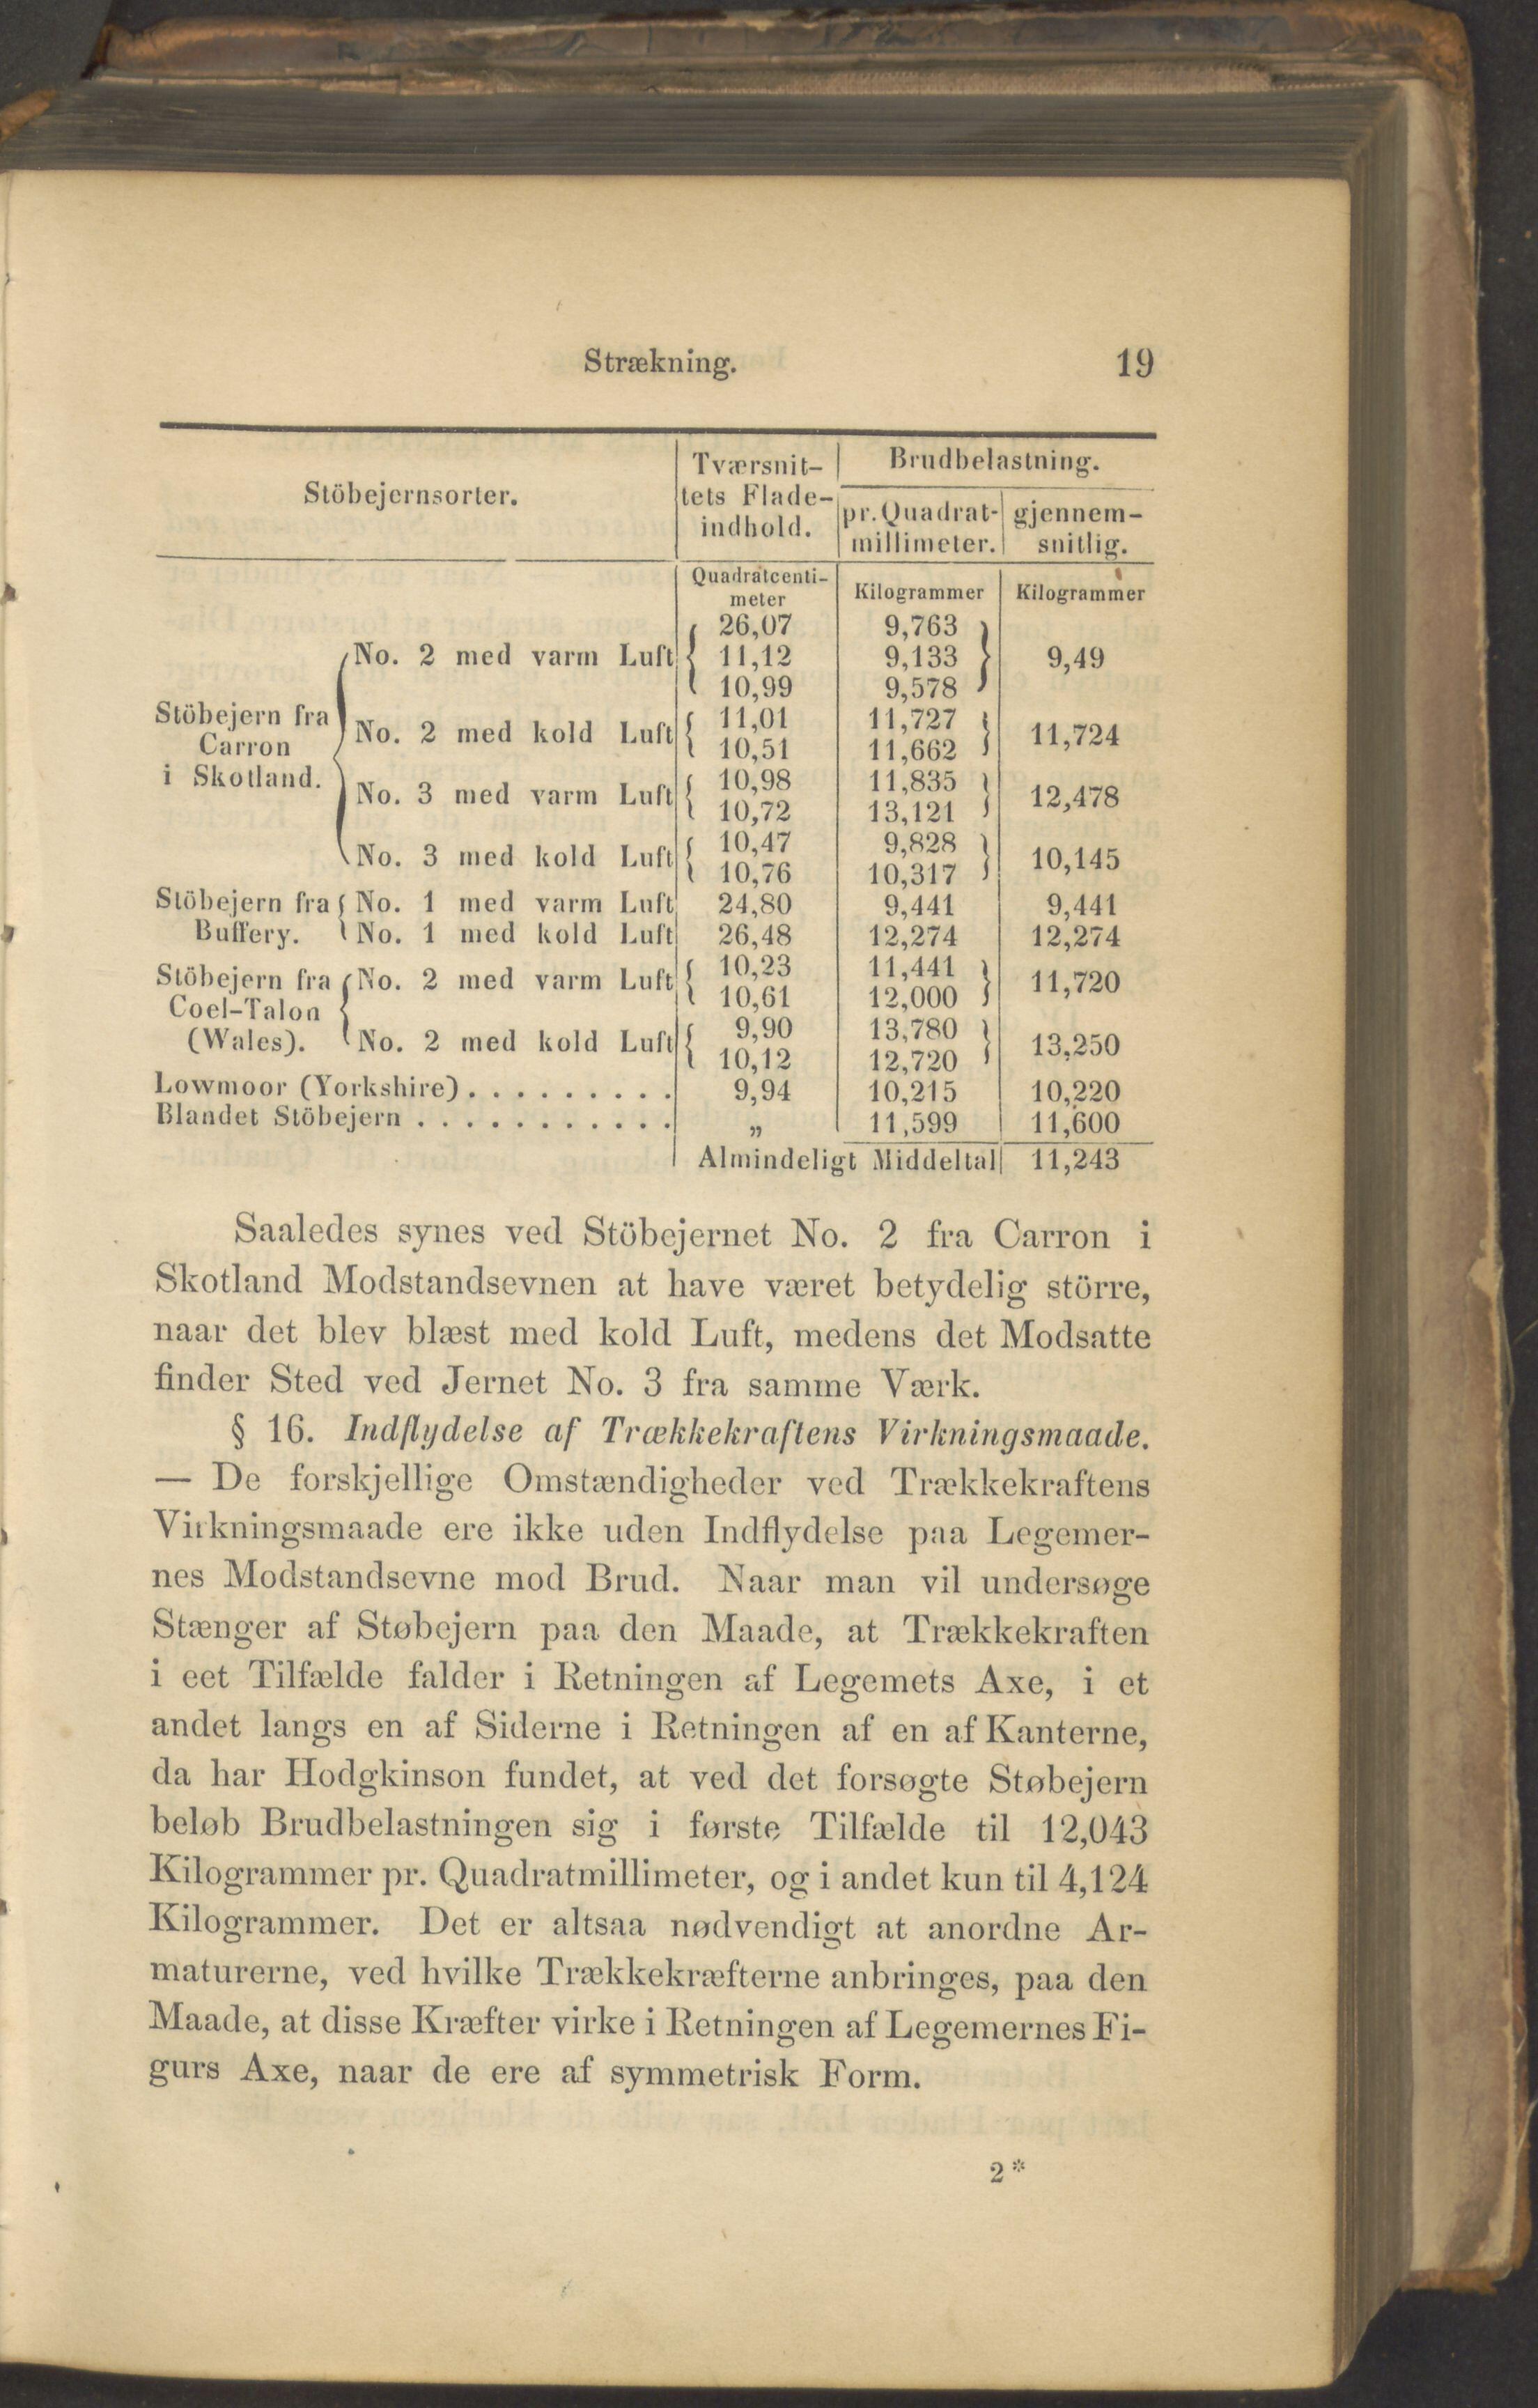 Strækning. 19
Stöbejernsorter. Tværsnit- Brudbelastning.
tets Flade- pr. Quadrat- gjennem-
indhold. millimeter. snitlig.
Quadratcenti- Kilogrammer Kilogrammer
meter
26,07 9,763
No. 2 med varm Luft { 11,12 9,133 } 9,49
10,99 9,578
Stöbejern fra 11,01 11,727
Carron No. 2 med kold Luft { 10,51 11,662 } 11,724
i Skotland. 10,98 11,835
No. 3 med varm Luft { 10,72 13,121 } 12,478
10,47 9,828
No. 3 med kold Luft { 10,76 10,317 } 10,145
Stöbejern fra { No. 1 med varm Luft 24,80 9,441 9,441
Buffery. No. 1 med kold Luft 26,48 12,274 12,274
Stöbejern fra { No. 2 med varm Luft { 10,23 11,441 } 11,720
Coel-Talon 10,61 12,000
(Wales). No. 2 med kold Luft { 9,90 13,780 } 13,250
10,12 12,720
Lowmoor (Yorkshire) . . . . . . . . . 9,94 10,215 10,220
Blandet Stöbejern . . . . . . . . . . . „ 11,599 11,600
Almindeligt Middeltal 11,243
Saaledes synes ved Stöbejernet No. 2 fra Carron i
Skotland Modstandsevnen at have været betydelig större,
naar det blev blæst med kold Luft, medens det Modsatte
finder Sted ved Jernet No. 3 fra samme Værk.
§ 16. Indflydelse af Trækkekraftens Virkningsmaade.
— De forskjellige Omstændigheder ved Trækkekraftens
Virkningsmaade ere ikke uden Indflydelse paa Legemer-
nes Modstandsevne mod Brud. Naar man vil undersøge
Stænger af Støbejern paa den Maade, at Trækkekraften
i eet Tilfælde falder i Retningen af Legemets Axe, i et
andet langs en af Siderne i Retningen af en af Kanterne,
da har Hodgkinson fundet, at ved det forsøgte Støbejern
beløb Brudbelastningen sig i første Tilfælde til 12,043
Kilogrammer pr. Quadratmillimeter, og i andet kun til 4,124
Kilogrammer. Det er altsaa nødvendigt at anordne Ar-
maturerne, ved hvilke Trækkekræfterne anbringes, paa den
Maade, at disse Kræfter virke i Retningen af Legemernes Fi-
gurs Axe, naar de ere af symmetrisk Form.
2*